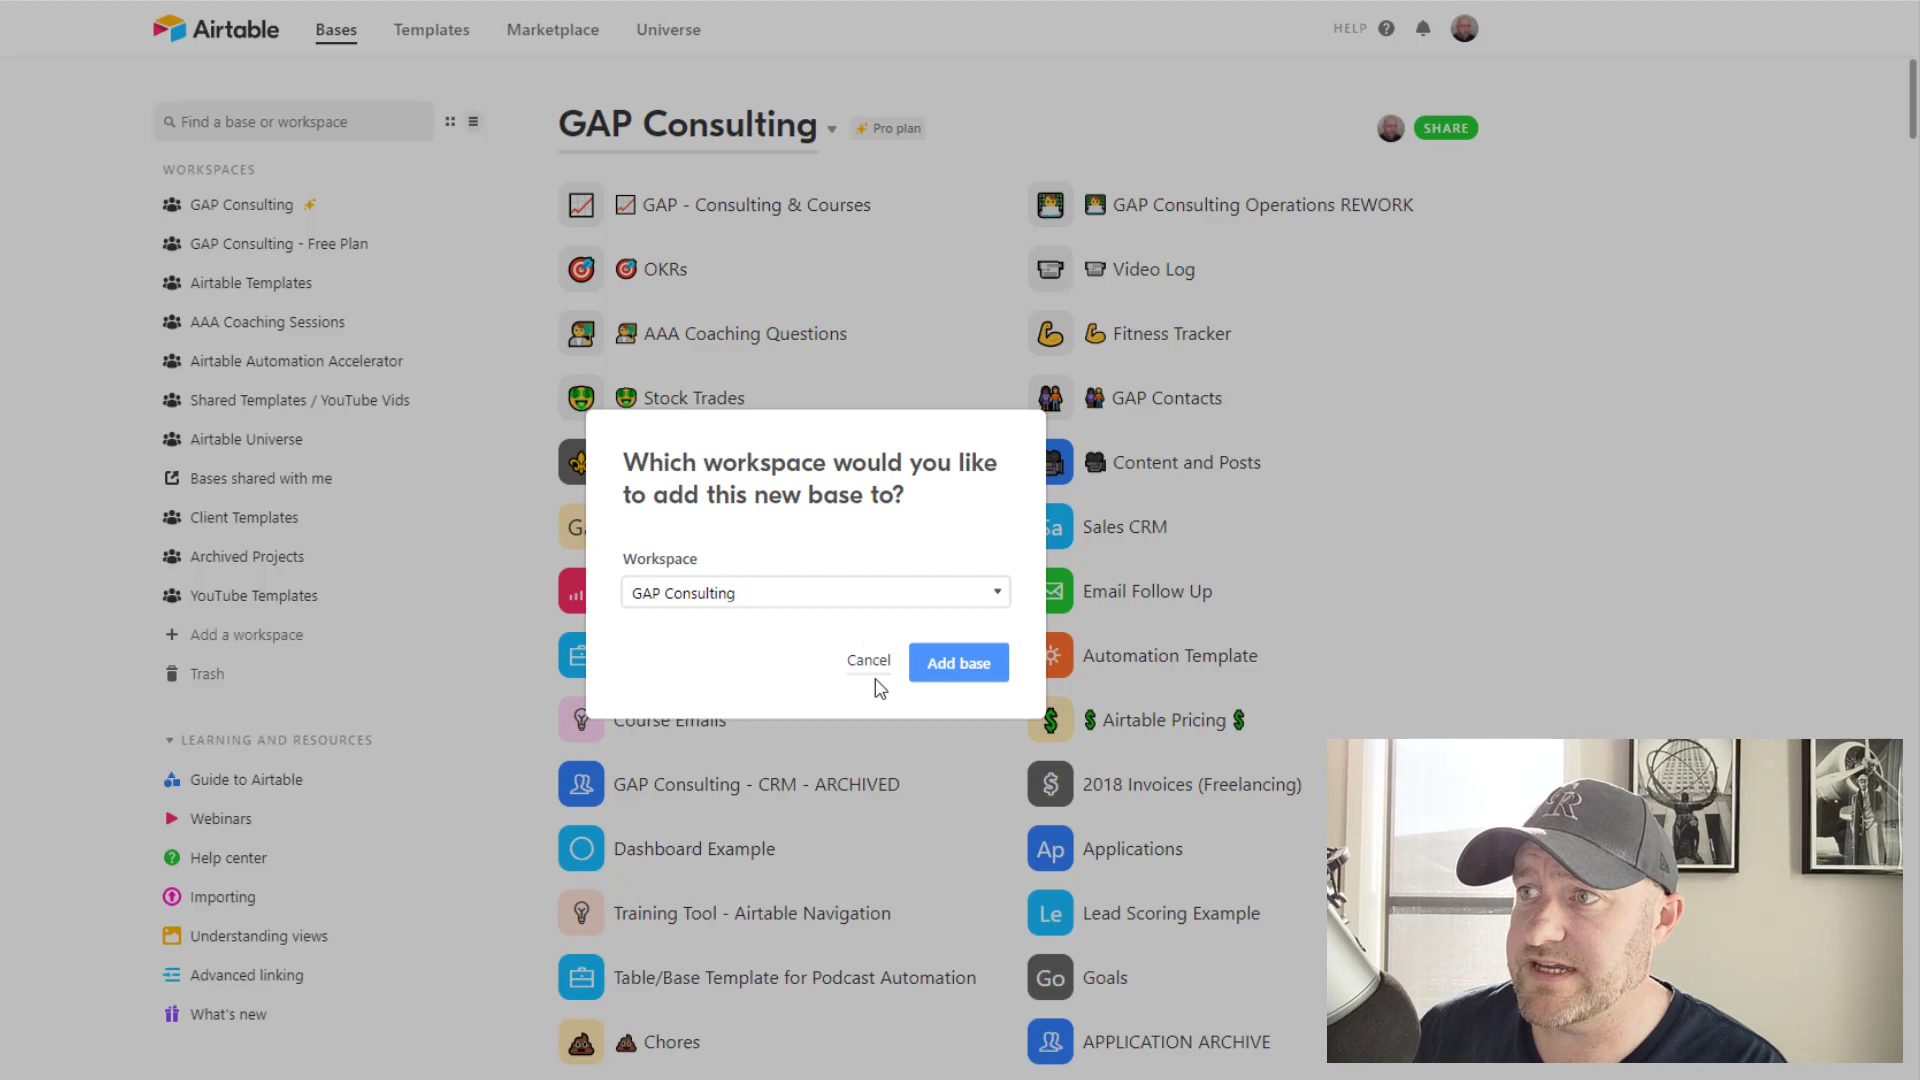 Airtable
Bases
Templates
Marketplace
Universe
HELP
Find a base or workspace
WORKSPACES
GAP Consulting
GAP Consulting - Free Plan
Airtable Templates
AAA Coaching Sessions
Airtable Automation Accelerator
Shared Templates / YouTube Vids
Airtable Universe
Bases shared with me
Client Templates
Archived Projects
YouTube Templates
Add a workspace
Trash
LEARNING AND RESOURCES
Guide to Airtable
Webinars
Help center
Importing
Understanding views
Advanced linking
What's new
GAP Consulting
Pro plan
SHARE
GAP - Consulting & Courses
GAP Consulting Operations REWORK
OKRs
Video Log
AAA Coaching Questions
Fitness Tracker
Stock Trades
GAP Contacts
Content and Posts
Sales CRM
Email Follow Up
Automation Template
Which workspace would you like
to add this new base to?
Workspace
GAP Consulting
Cancel
Add base
Course Emails
Airtable Pricing
GAP Consulting - CRM - ARCHIVED
2018 Invoices (Freelancing)
Dashboard Example
Ap Applications
Training Tool - Airtable Navigation
Le Lead Scoring Example
Table/Base Template for Podcast Automation
Go Goals
Chores
APPLICATION ARCHIVE